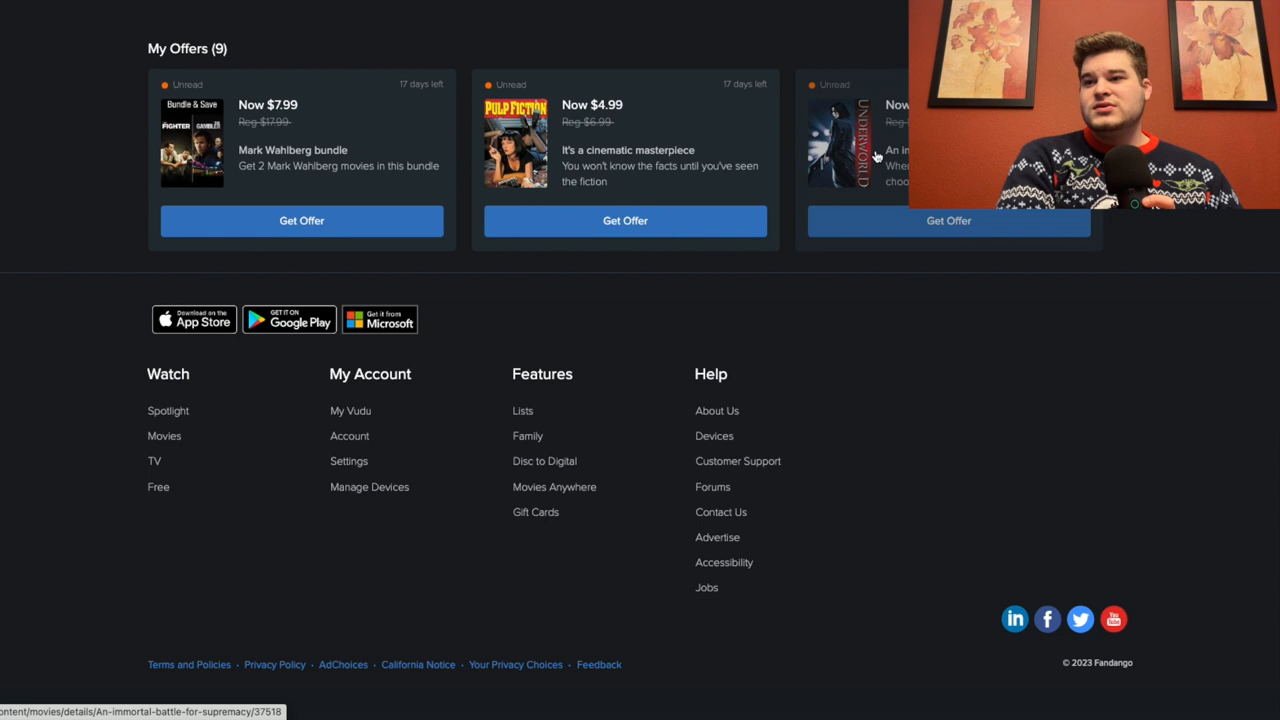 My Offers (9)
Unread
17 days left
Bundle & Save
FIGHTER
GAMBLER
Now $7.99
Reg $17.99
Mark Wahlberg bundle
Get 2 Mark Wahlberg movies in this bundle
Get Offer
Unread
17 days left
PULP FICTION
Now $4.99
Reg $6.99
It's a cinematic masterpiece
You won't know the facts until you've seen
the fiction
Get Offer
Unread
UNDERWORLD
Now
Reg
Get Offer
Download on the
App Store
GET IT ON
Google Play
Get it from
Microsoft
Watch
Spotlight
Movies
TV
Free
My Account
My Vudu
Account
Settings
Manage Devices
Features
Lists
Family
Disc to Digital
Movies Anywhere
Gift Cards
Help
About Us
Devices
Customer Support
Forums
Contact Us
Advertise
Accessibility
Jobs
in
f
You
Tube
Terms and Policies · Privacy Policy · AdChoices · California Notice · Your Privacy Choices · Feedback
© 2023 Fandango
ontent/movies/details/An-immortal-battle-for-supremacy/37518